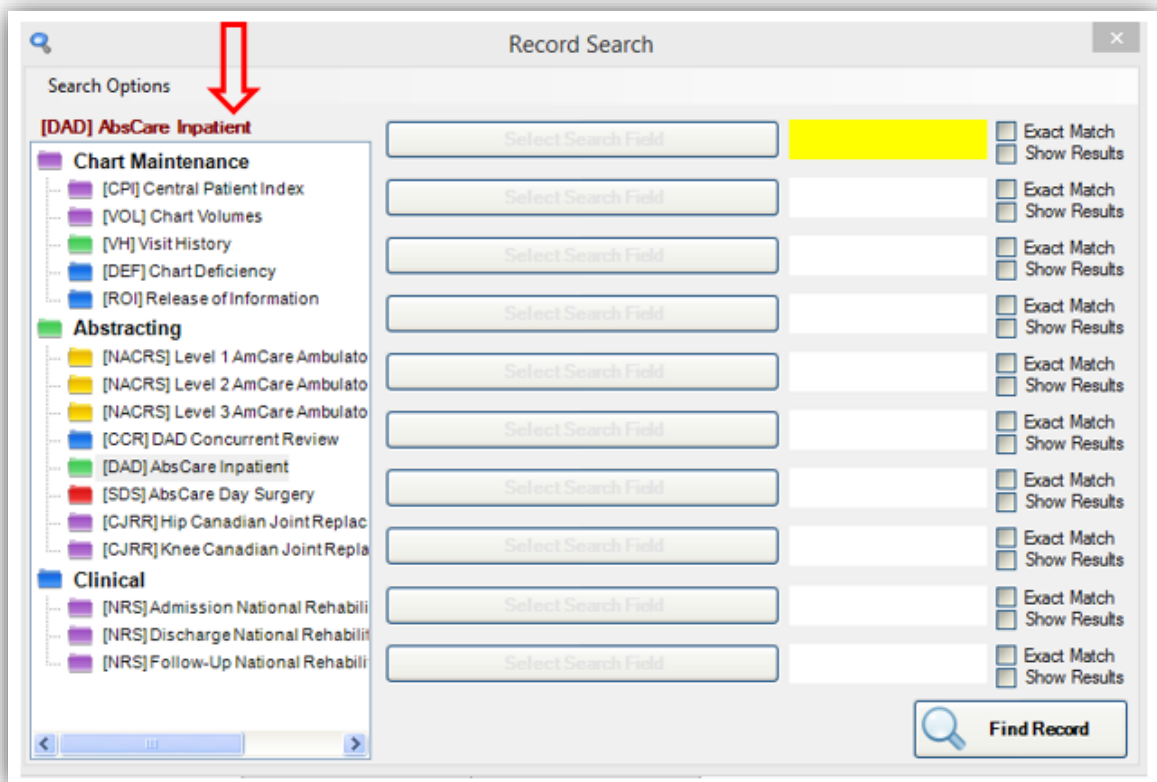 Record Search
Search Options
[DAD] AbsCare Inpatient
Chart Maintenance
[CPI] Central Patient Index
[VOL] Chart Volumes
[VH] Visit History
[DEF] Chart Deficiency
[ROI] Release of Information
Abstracting
[NACRS] Level 1 AmCare Ambulato
[NACRS] Level 2 AmCare Ambulato
[NACRS] Level 3 AmCare Ambulato
[CCR] DAD Concurrent Review
[DAD] AbsCare Inpatient
[SDS] AbsCare Day Surgery
[CJRR] Hip Canadian Joint Replac
[CJRR] Knee Canadian Joint Repla
Clinical
[NRS] Admission National Rehabili
[NRS] Discharge National Rehabilit
[NRS] Follow-Up National Rehabili
Select Search Field
Exact Match
Show Results
Select Search Field
Exact Match
Show Results
Select Search Field
Exact Match
Show Results
Select Search Field
Exact Match
Show Results
Select Search Field
Exact Match
Show Results
Select Search Field
Exact Match
Show Results
Select Search Field
Exact Match
Show Results
Select Search Field
Exact Match
Show Results
Select Search Field
Exact Match
Show Results
Select Search Field
Exact Match
Show Results
Find Record